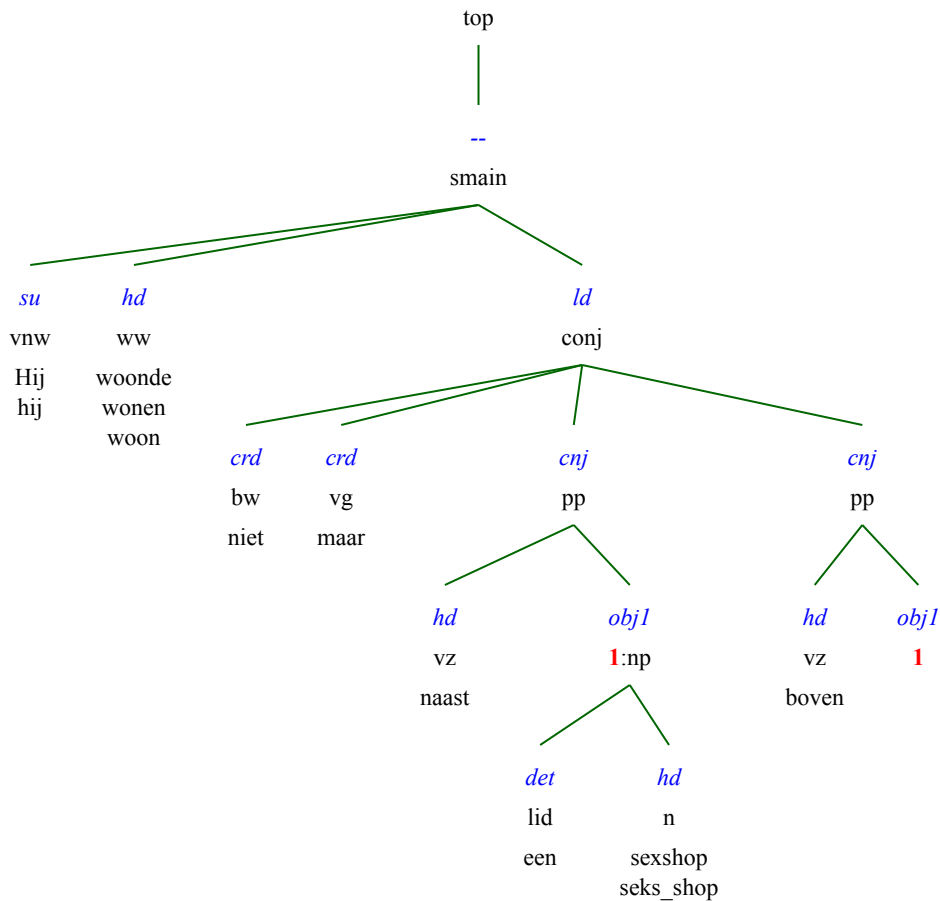 top
--
smain
su hd ld
vnw ww conj
Hij woonde
hij wonen
woon
crd crd cnj cnj
bw vg pp pp
niet maar
hd obj1 hd obj1
vz 1:np vz 1
naast boven
det hd
lid n
een sexshop
seks_shop